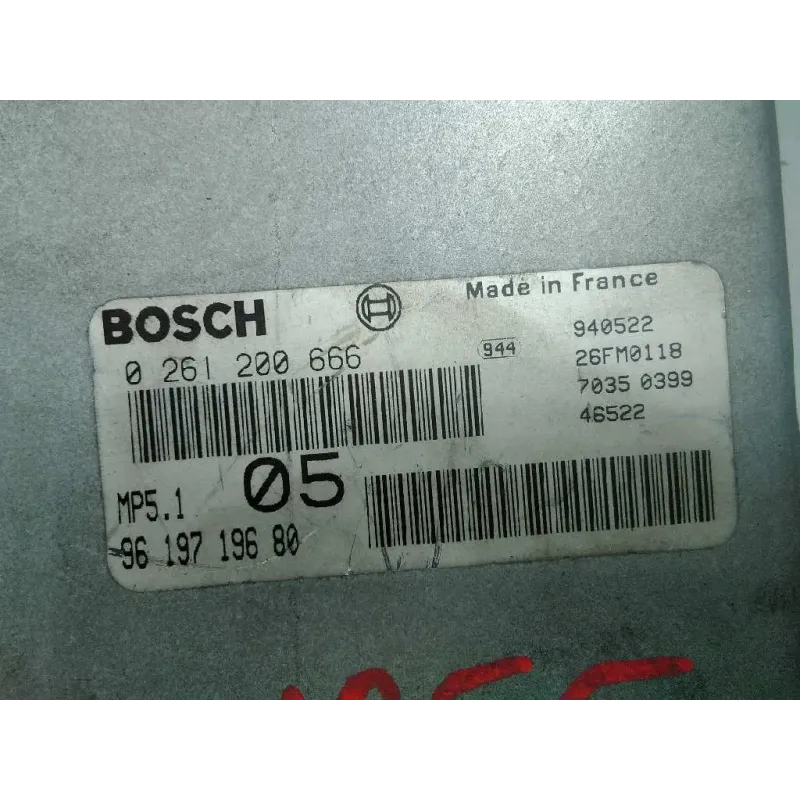 BOSCH
Made in France
0 261 200 666
944
940522
26FM0118
7035 0399
46522
MP5.1
05
96 197 196 80